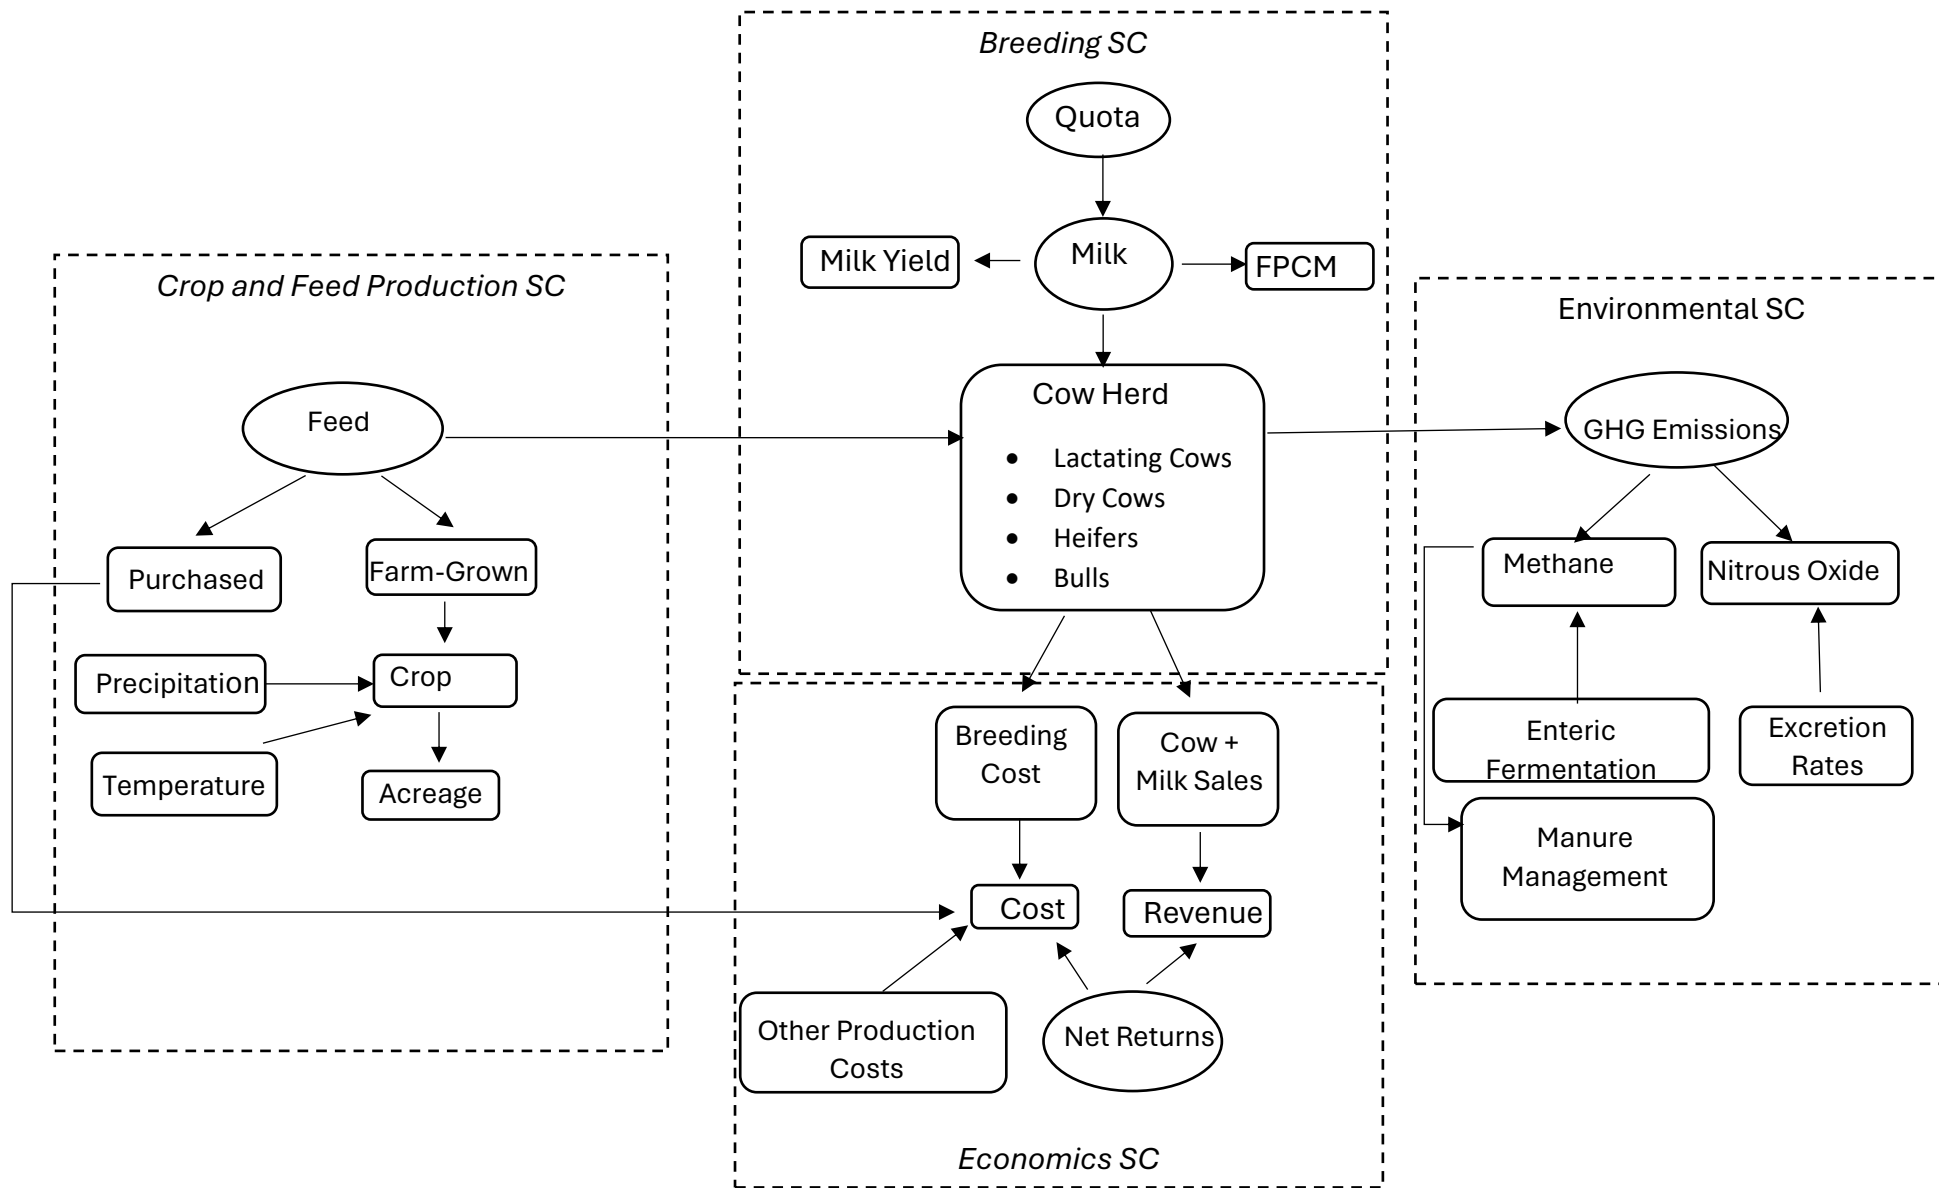 Breeding SC
Quota
Milk Yield
Milk
FPCM
Cow Herd
● Lactating Cows
● Dry Cows
● Heifers
● Bulls
Crop and Feed Production SC
Feed
Purchased
Farm-Grown
Precipitation
Crop
Temperature
Acreage
Environmental SC
GHG Emissions
Methane
Nitrous Oxide
Enteric
Fermentation
Excretion
Rates
Manure
Management
Breeding
Cost
Cow +
Milk Sales
Cost
Revenue
Other Production
Costs
Net Returns
Economics SC